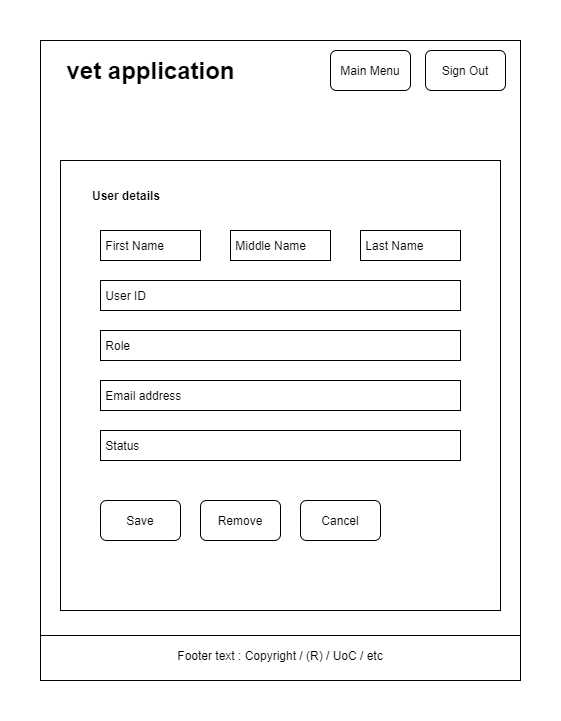 vet application
Main Menu
Sign Out
User details
First Name
Middle Name
Last Name
User ID
Role
Email address
Status
Save
Remove
Cancel
Footer text : Copyright / (R) / UoC / etc